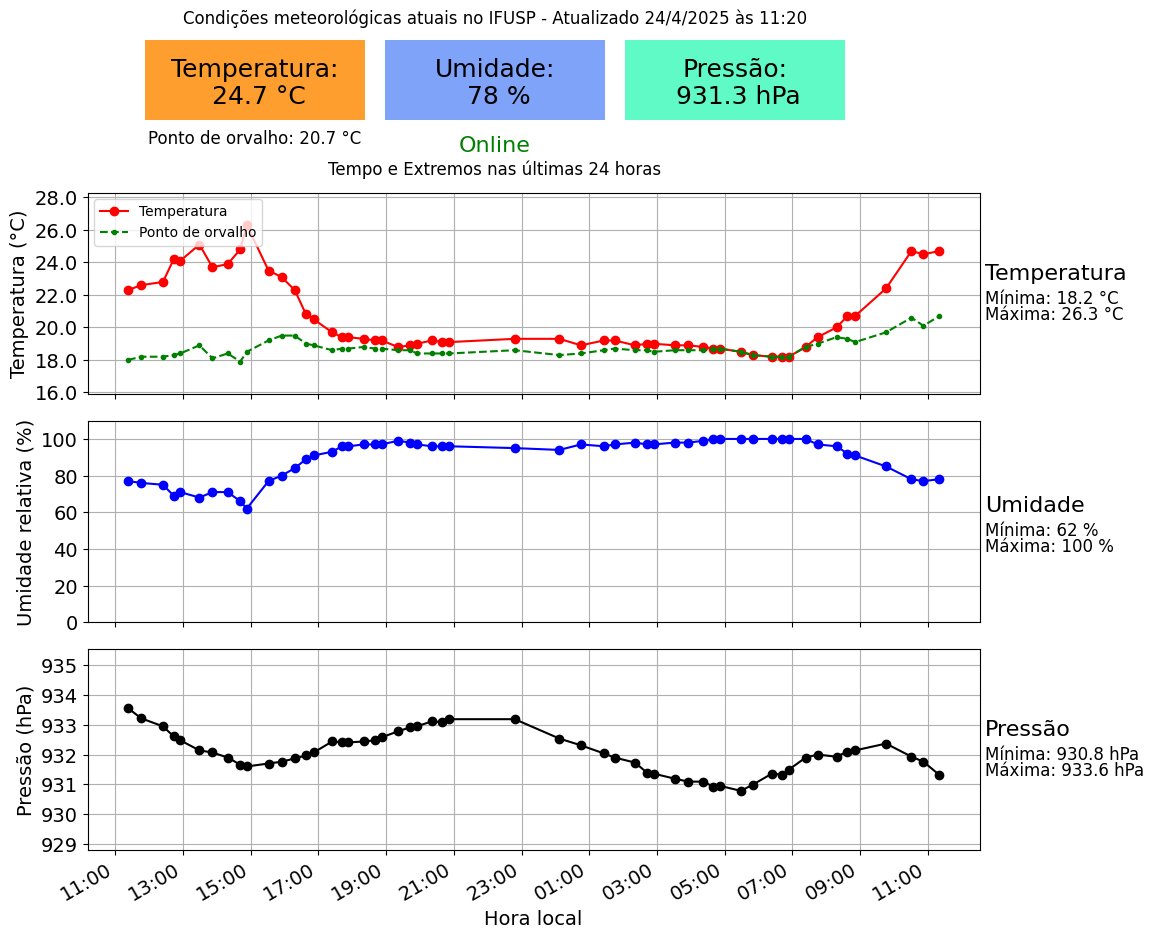 Condições meteorológicas atuais no IFUSP - Atualizado 24/4/2025 às 11:20
Temperatura:
24.7 °C
Umidade:
78 %
Pressão:
931.3 hPa
Ponto de orvalho: 20.7 °C
Online
Tempo e Extremos nas últimas 24 horas
Temperatura (°C)
28.0
26.0
24.0
22.0
20.0
18.0
16.0
Temperatura
Ponto de orvalho
Temperatura
Mínima: 18.2 °C
Máxima: 26.3 °C
Umidade relativa (%)
100
80
60
40
20
0
Umidade
Mínima: 62 %
Máxima: 100 %
Pressão (hPa)
935
934
933
932
931
930
929
Pressão
Mínima: 930.8 hPa
Máxima: 933.6 hPa
11:00
13:00
15:00
17:00
19:00
21:00
23:00
01:00
03:00
05:00
07:00
09:00
11:00
Hora local